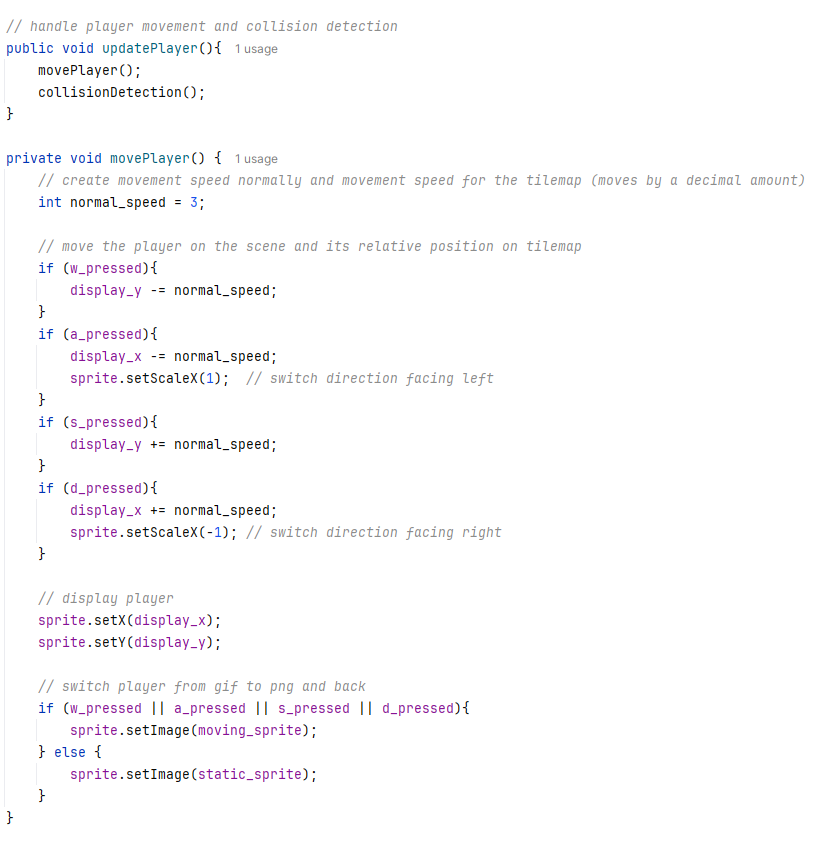 // handle player movement and collision detection
public void updatePlayer(){ 1 usage
    movePlayer();
    collisionDetection();
}

private void movePlayer() { 1 usage
    // create movement speed normally and movement speed for the tilemap (moves by a decimal amount)
    int normal_speed = 3;

    // move the player on the scene and its relative position on tilemap
    if (w_pressed){
        display_y -= normal_speed;
    }
    if (a_pressed){
        display_x -= normal_speed;
        sprite.setScaleX(1);  // switch direction facing left
    }
    if (s_pressed){
        display_y += normal_speed;
    }
    if (d_pressed){
        display_x += normal_speed;
        sprite.setScaleX(-1); // switch direction facing right
    }

    // display player
    sprite.setX(display_x);
    sprite.setY(display_y);

    // switch player from gif to png and back
    if (w_pressed || a_pressed || s_pressed || d_pressed){
        sprite.setImage(moving_sprite);
    } else {
        sprite.setImage(static_sprite);
    }
}